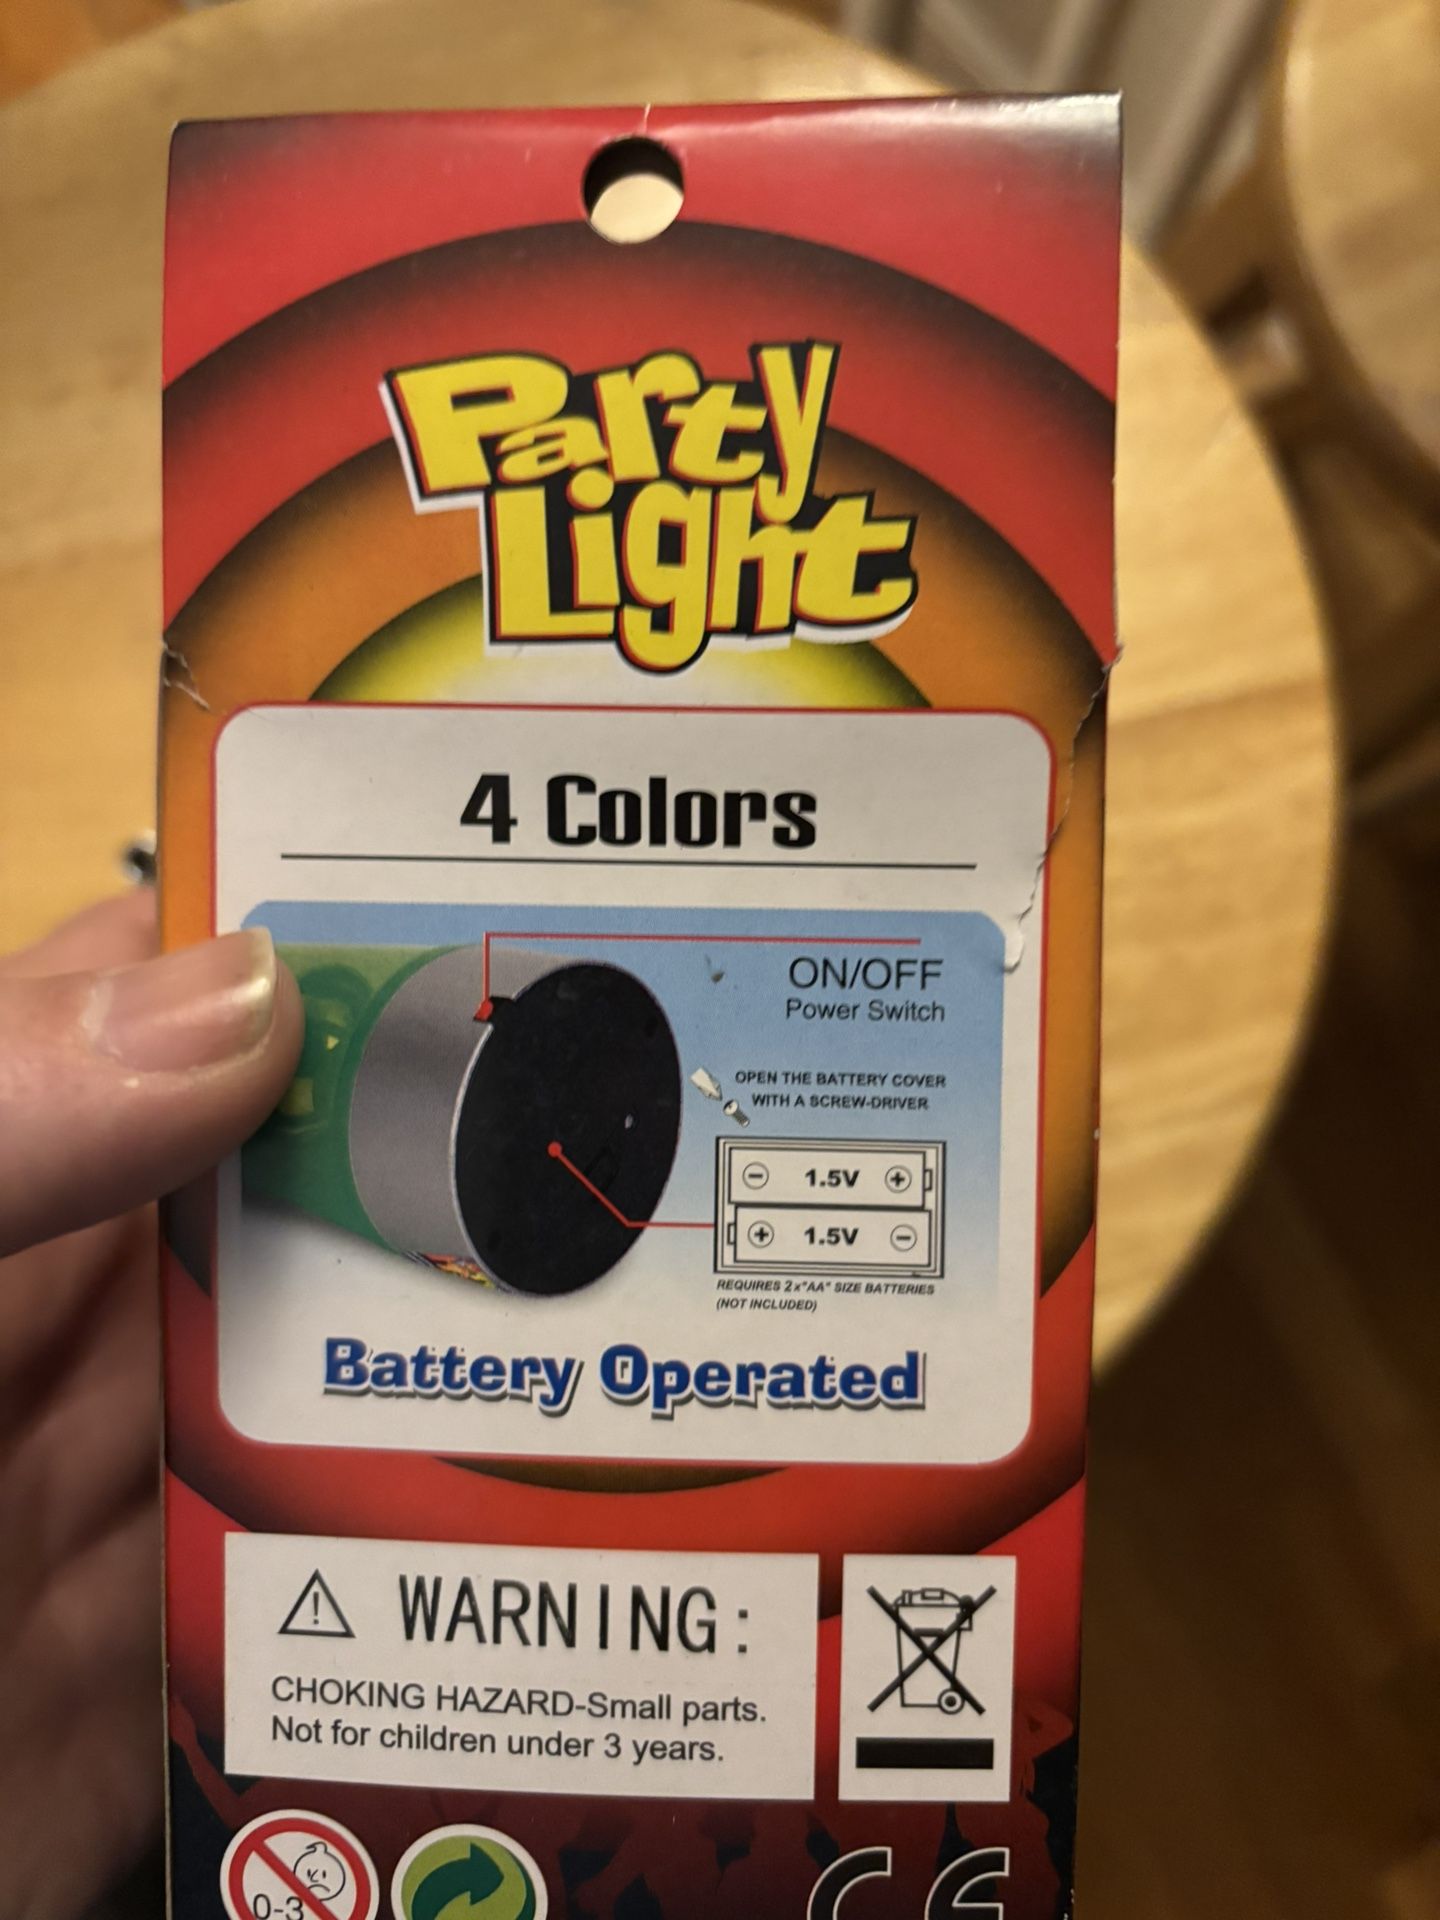 Party
Light
4 Colors
ON/OFF
Power Switch
OPEN THE BATTERY COVER
WITH A SCREW-DRIVER
- 1.5V +
+ 1.5V -
REQUIRES 2x"AA" SIZE BATTERIES
(NOT INCLUDED)
Battery Operated
WARNING:
CHOKING HAZARD-Small parts.
Not for children under 3 years.
0-3
CE